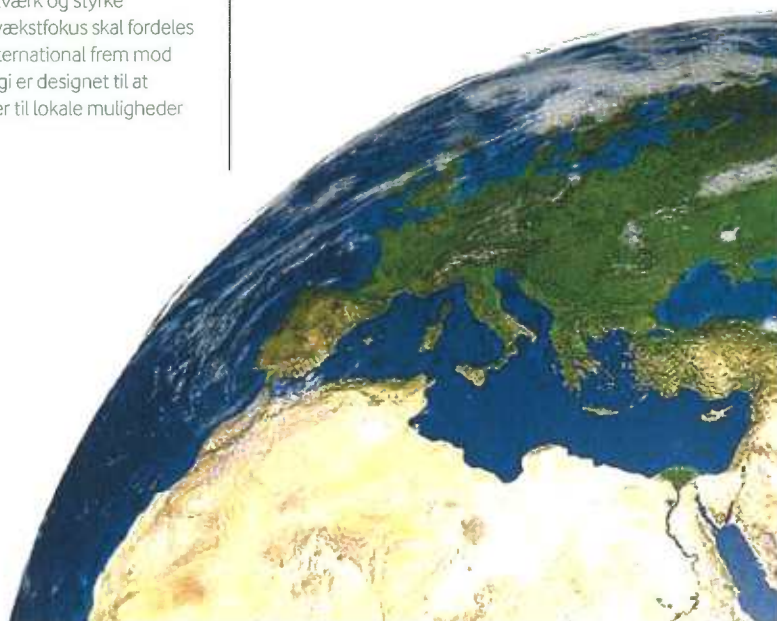 værk og styrke
vækstfokus skal fordeles
ternational frem mod
gi er designet til at
er til lokale muligheder